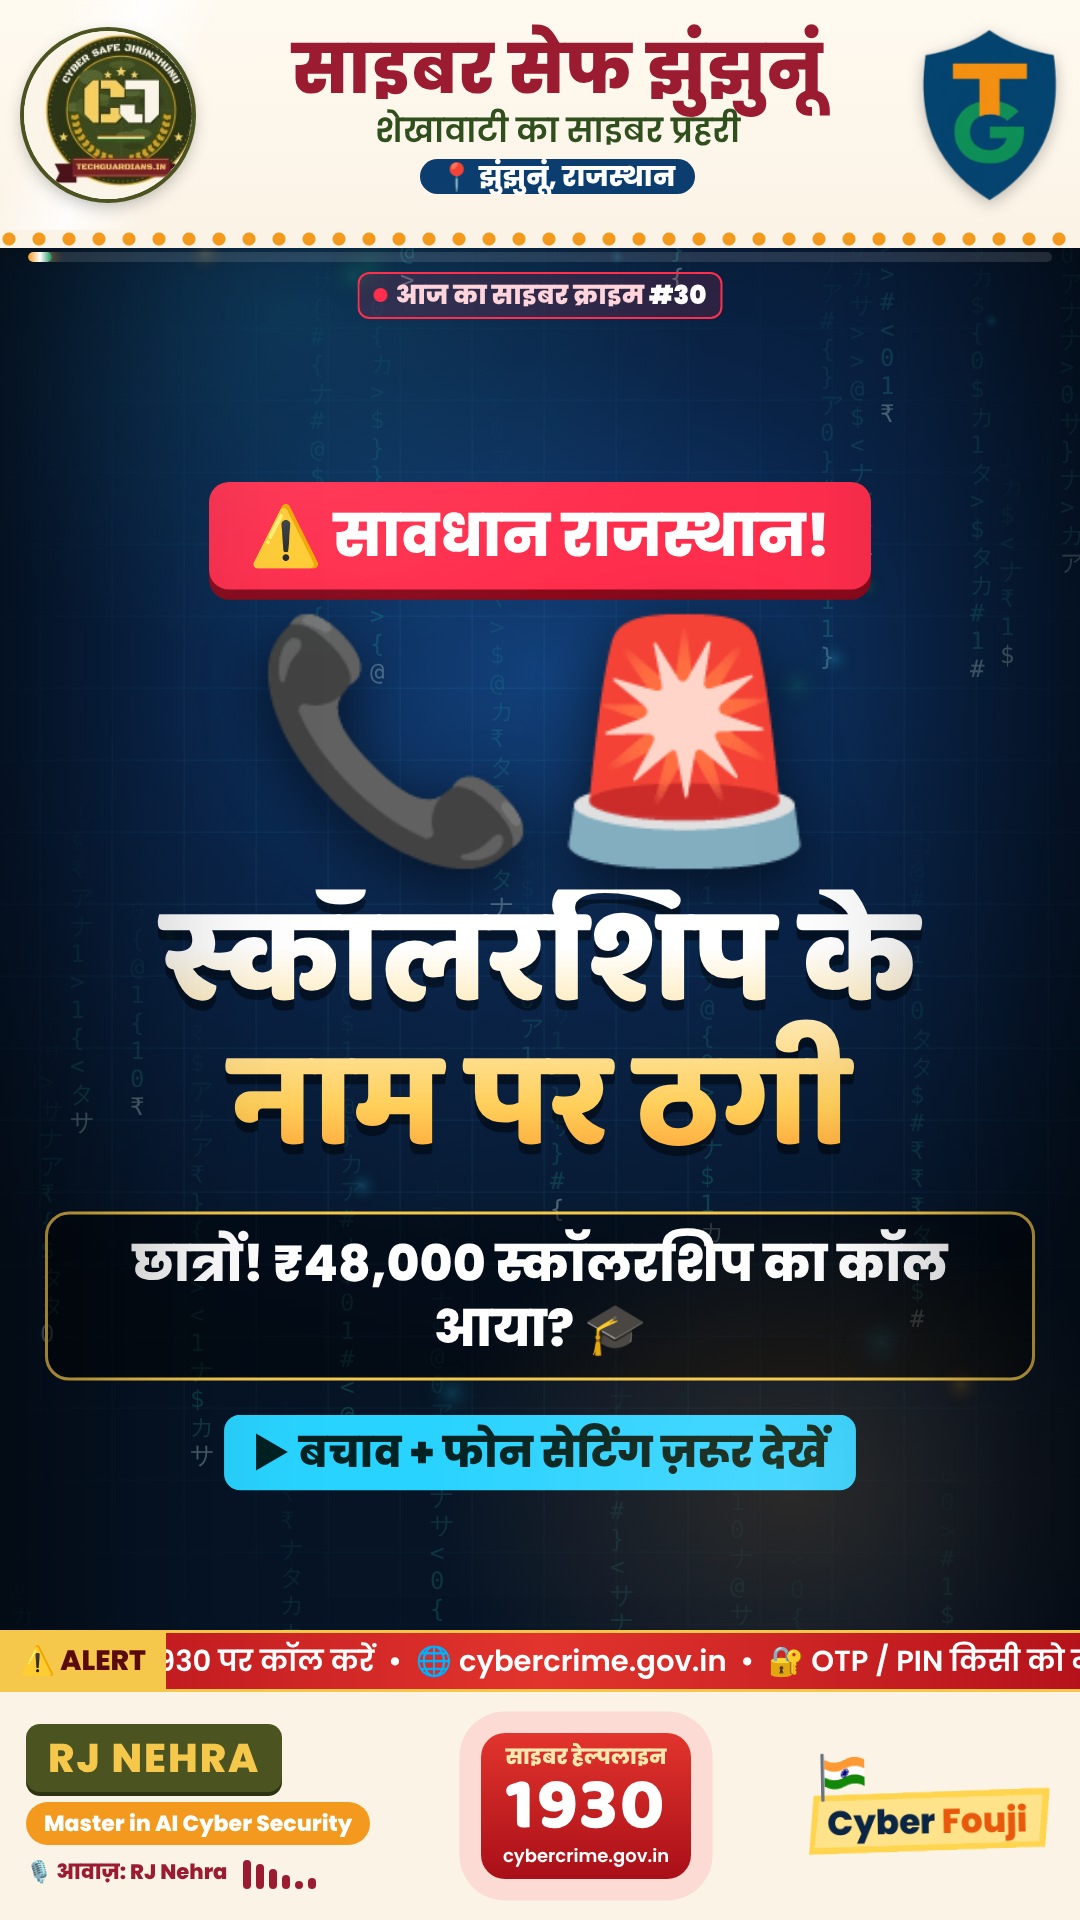 CYBER SAFE JHUNJHUNU
CJ
TECHGUARDIANS.IN
साइबर सेफ झुंझुनूं
शेखावाटी का साइबर प्रहरी
📍 झुंझुनूं, राजस्थान
TG
आज का साइबर क्राइम #30
⚠️ सावधान राजस्थान!
स्कॉलरशिप के
नाम पर ठगी
छात्रों! ₹48,000 स्कॉलरशिप का कॉल
आया? 🎓
▶ बचाव + फोन सेटिंग ज़रूर देखें
⚠️ ALERT 930 पर कॉल करें • 🌐 cybercrime.gov.in • 🔐 OTP / PIN किसी को
RJ NEHRA
Master in AI Cyber Security
🎙️ आवाज़: RJ Nehra
साइबर हेल्पलाइन
1930
cybercrime.gov.in
Cyber Fouji